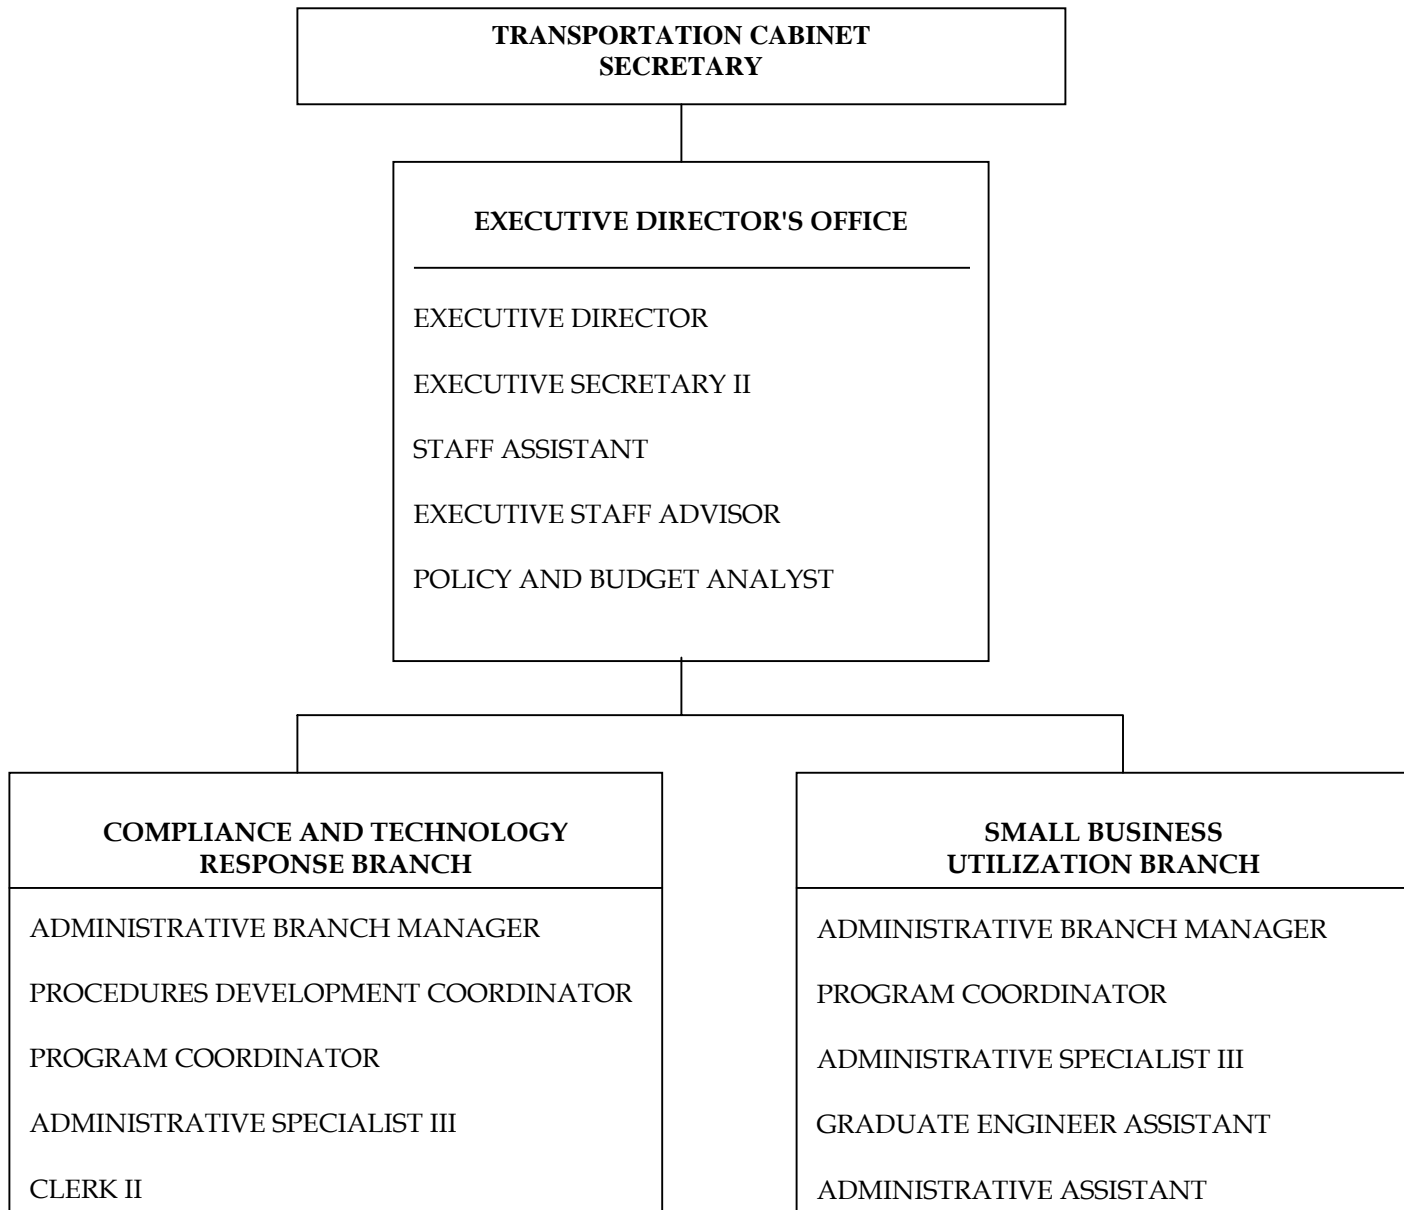 TRANSPORTATION CABINET
SECRETARY
EXECUTIVE DIRECTOR'S OFFICE
EXECUTIVE DIRECTOR
EXECUTIVE SECRETARY II
STAFF ASSISTANT
EXECUTIVE STAFF ADVISOR
POLICY AND BUDGET ANALYST
COMPLIANCE AND TECHNOLOGY
RESPONSE BRANCH
ADMINISTRATIVE BRANCH MANAGER
PROCEDURES DEVELOPMENT COORDINATOR
PROGRAM COORDINATOR
ADMINISTRATIVE SPECIALIST III
CLERK II
SMALL BUSINESS
UTILIZATION BRANCH
ADMINISTRATIVE BRANCH MANAGER
PROGRAM COORDINATOR
ADMINISTRATIVE SPECIALIST III
GRADUATE ENGINEER ASSISTANT
ADMINISTRATIVE ASSISTANT